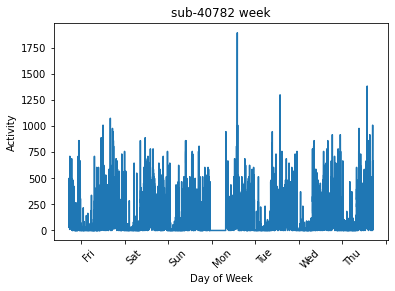 sub-40782 week
1750
1500
1250
1000
750
500
250
0
Activity
Fri
Sat
Sun
Mon
Tue
Wed
Thu
Day of Week